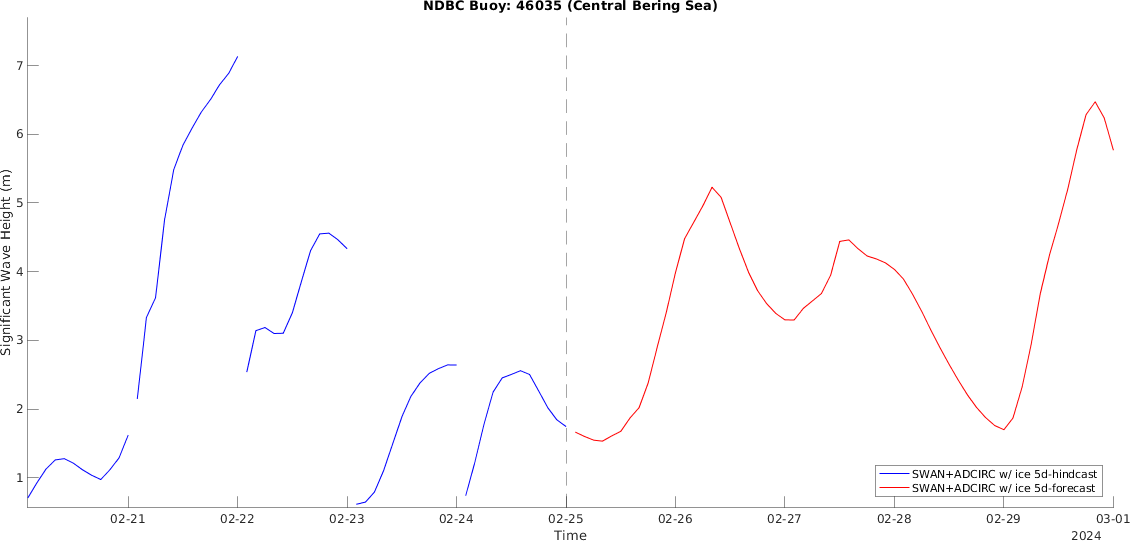 NDBC Buoy: 46035 (Central Bering Sea)
Significant Wave Height (m)
7
6
5
4
3
2
1
SWAN+ADCIRC w/ ice 5d-hindcast
SWAN+ADCIRC w/ ice 5d-forecast
02-21 02-22 02-23 02-24 02-25 02-26 02-27 02-28 02-29 03-01
Time
2024